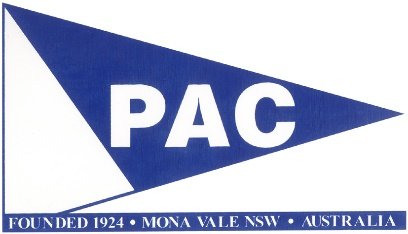 PAC
FOUNDED 1924 • MONA VALE NSW • AUSTRALIA